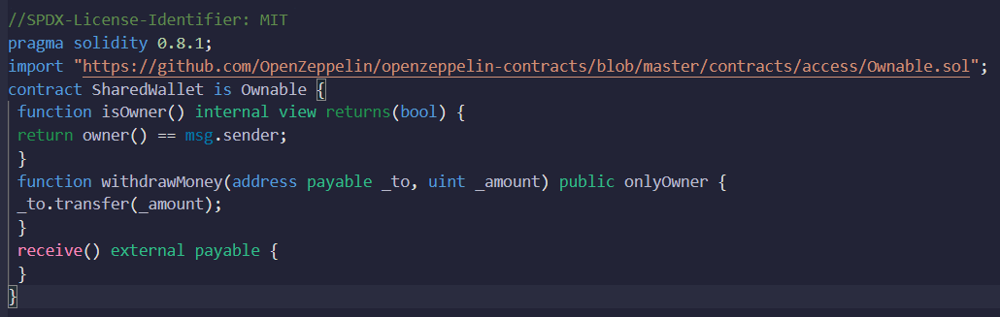 //SPDX-License-Identifier: MIT
pragma solidity 0.8.1;
import "https://github.com/OpenZeppelin/openzeppelin-contracts/blob/master/contracts/access/Ownable.sol";
contract SharedWallet is Ownable {
function isOwner() internal view returns(bool) {
return owner() == msg.sender;
}
function withdrawMoney(address payable _to, uint _amount) public onlyOwner {
_to.transfer(_amount);
}
receive() external payable {
}
}